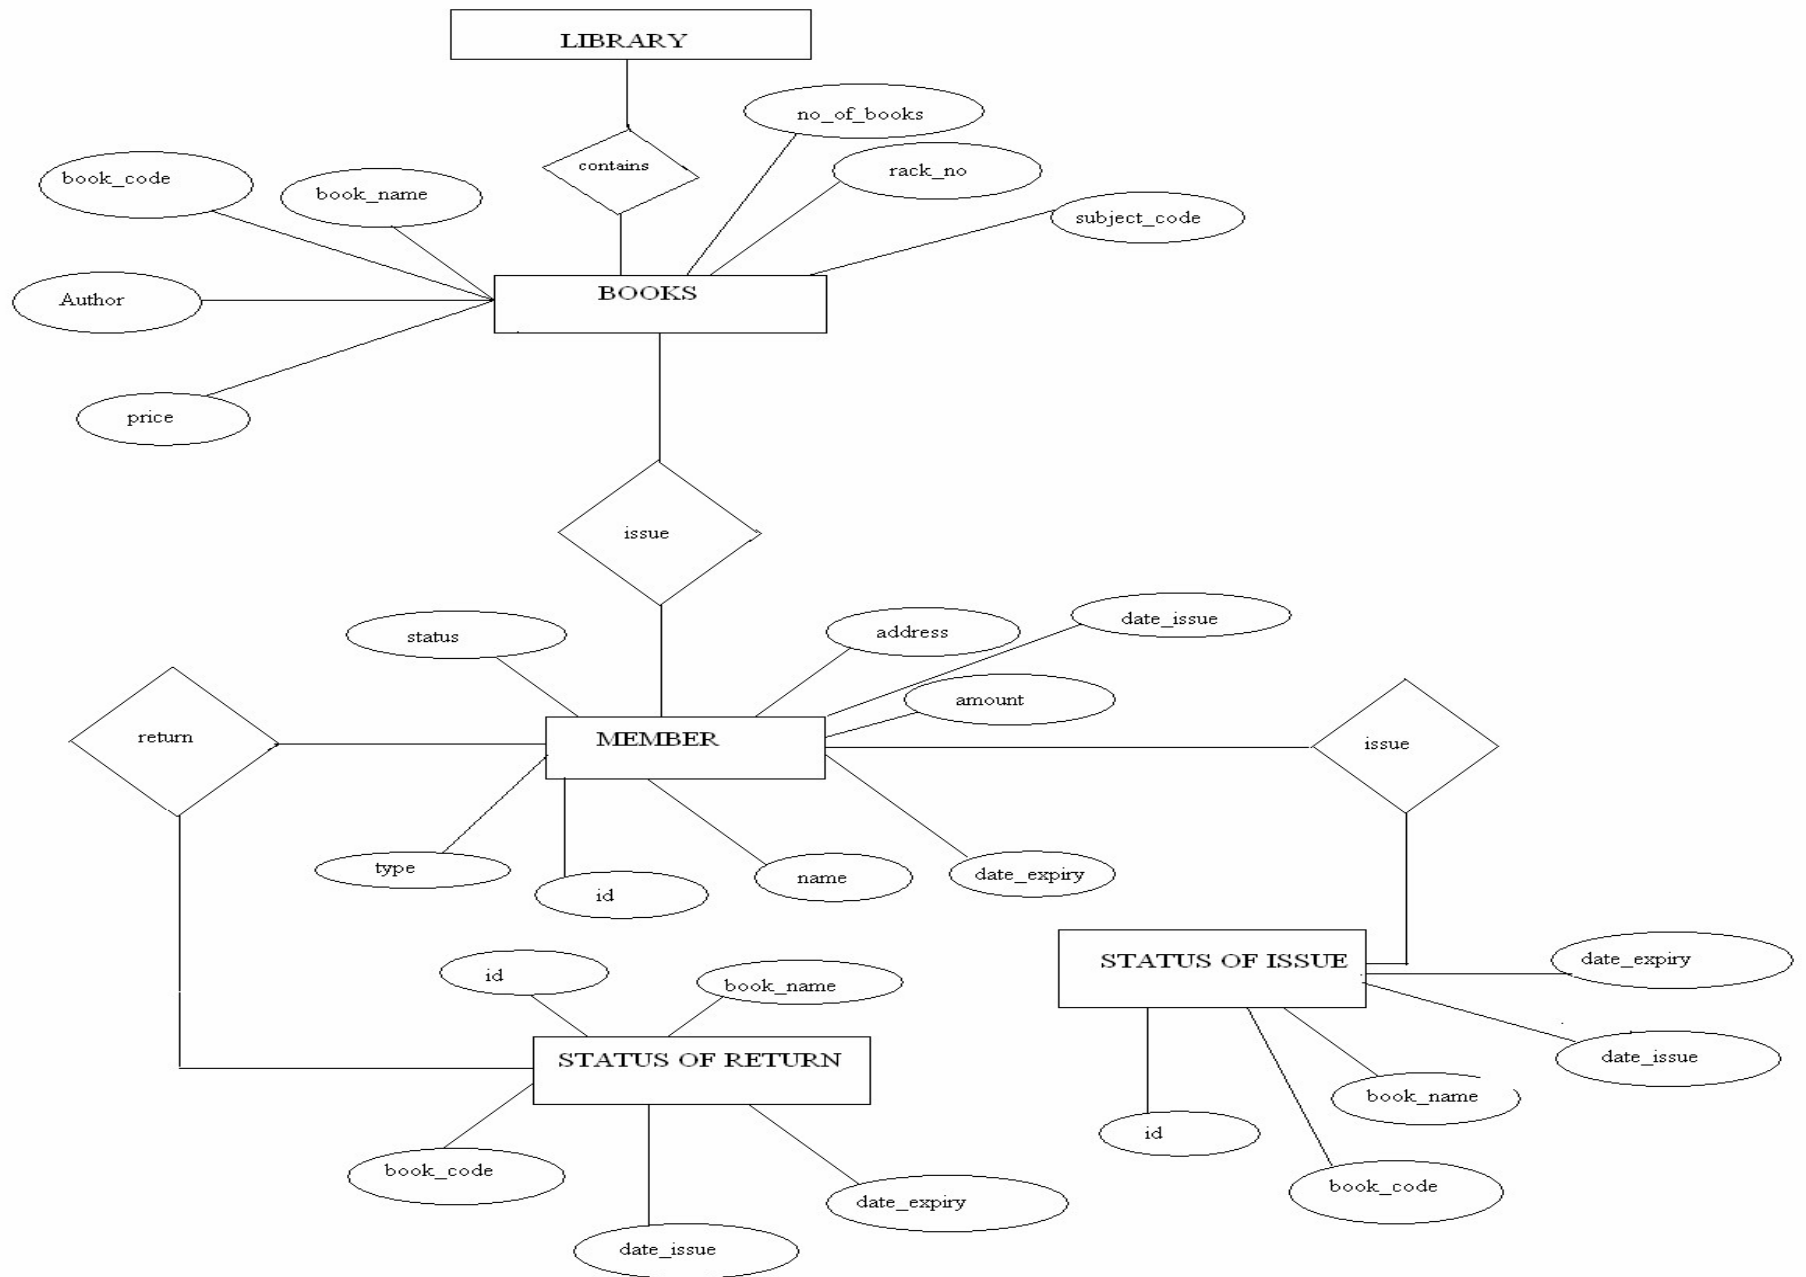 LIBRARY
no_of_books
contains
rack_no
book_code
book_name
subject_code
BOOKS
Author
price
issue
status
address
date_issue
amount
return
MEMBER
issue
type
id
name
date_expiry
id
book_name
STATUS OF ISSUE
date_expiry
STATUS OF RETURN
date_issue
book_name
id
book_code
book_code
date_expiry
date_issue